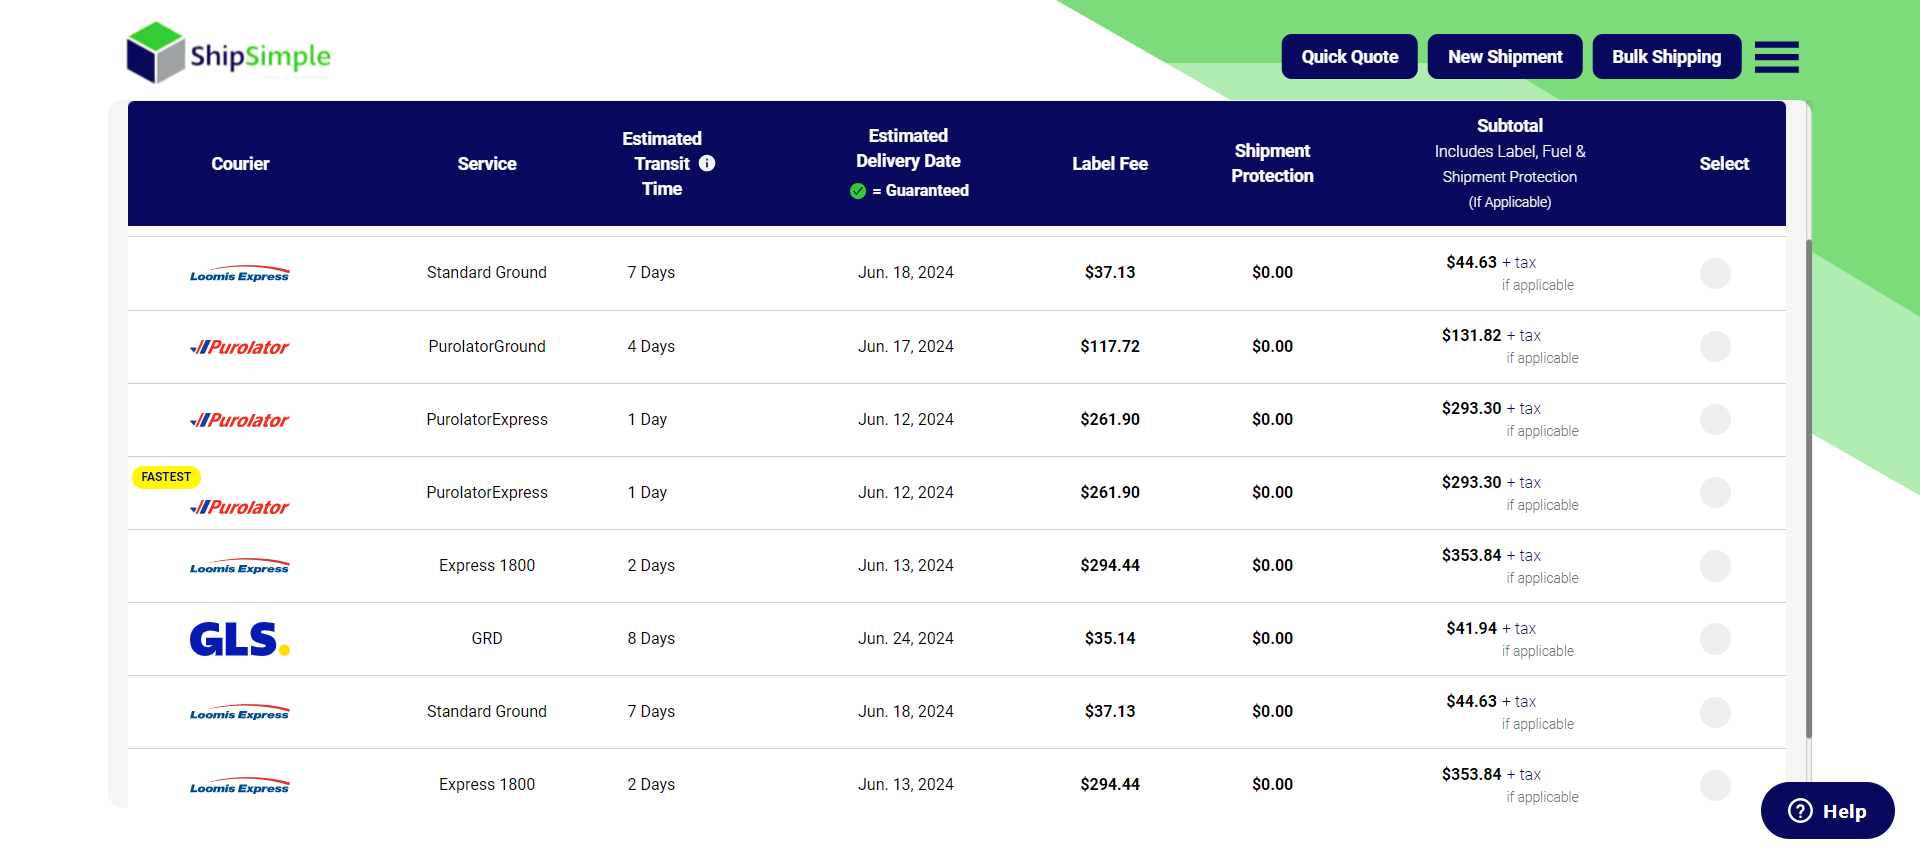 ShipSimple
Quick Quote
New Shipment
Bulk Shipping
Courier
Service
Estimated
Transit
Time
Estimated
Delivery Date
= Guaranteed
Label Fee
Shipment
Protection
Subtotal
Includes Label, Fuel &
Shipment Protection
(If Applicable)
Select
Loomis Express Standard Ground 7 Days Jun. 18, 2024 $37.13 $0.00 $44.63 + tax
if applicable
Purolator PurolatorGround 4 Days Jun. 17, 2024 $117.72 $0.00 $131.82 + tax
if applicable
Purolator PurolatorExpress 1 Day Jun. 12, 2024 $261.90 $0.00 $293.30 + tax
if applicable
FASTEST
Purolator PurolatorExpress 1 Day Jun. 12, 2024 $261.90 $0.00 $293.30 + tax
if applicable
Loomis Express Express 1800 2 Days Jun. 13, 2024 $294.44 $0.00 $353.84 + tax
if applicable
GLS. GRD 8 Days Jun. 24, 2024 $35.14 $0.00 $41.94 + tax
if applicable
Loomis Express Standard Ground 7 Days Jun. 18, 2024 $37.13 $0.00 $44.63 + tax
if applicable
Loomis Express Express 1800 2 Days Jun. 13, 2024 $294.44 $0.00 $353.84 + tax
if applicable
Help